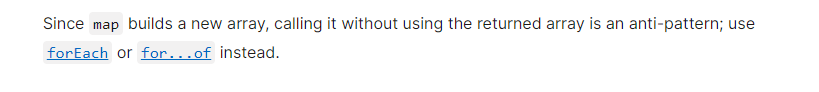 Since map builds a new array, calling it without using the returned array is an anti-pattern; use
forEach or for...of instead.